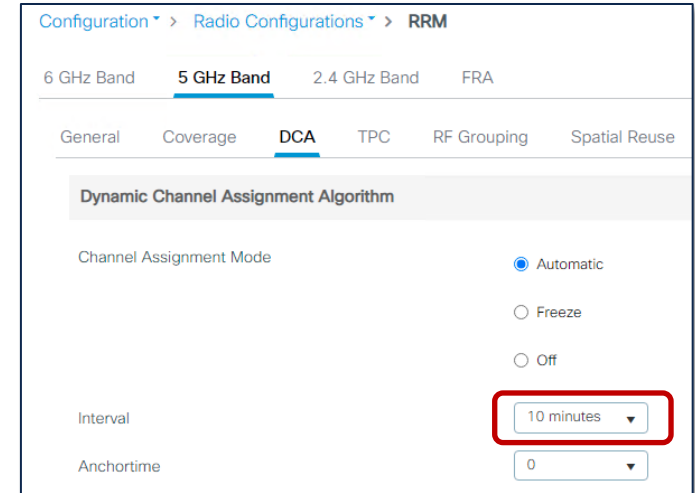 Configuration > Radio Configurations > RRM
6 GHz Band 5 GHz Band 2.4 GHz Band FRA
General Coverage DCA TPC RF Grouping Spatial Reuse
Dynamic Channel Assignment Algorithm
Channel Assignment Mode
Automatic
Freeze
Off
Interval 10 minutes
Anchortime 0